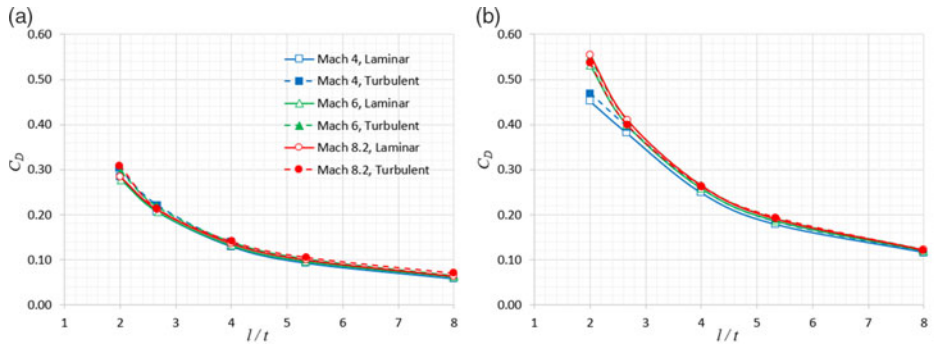 (a)
0.60
0.50
0.40
0.30
0.20
0.10
0.00
C_D
1 2 3 4 5 6 7 8
l/t
Mach 4, Laminar
Mach 4, Turbulent
Mach 6, Laminar
Mach 6, Turbulent
Mach 8.2, Laminar
Mach 8.2, Turbulent
(b)
0.60
0.50
0.40
0.30
0.20
0.10
0.00
C_D
1 2 3 4 5 6 7 8
l/t